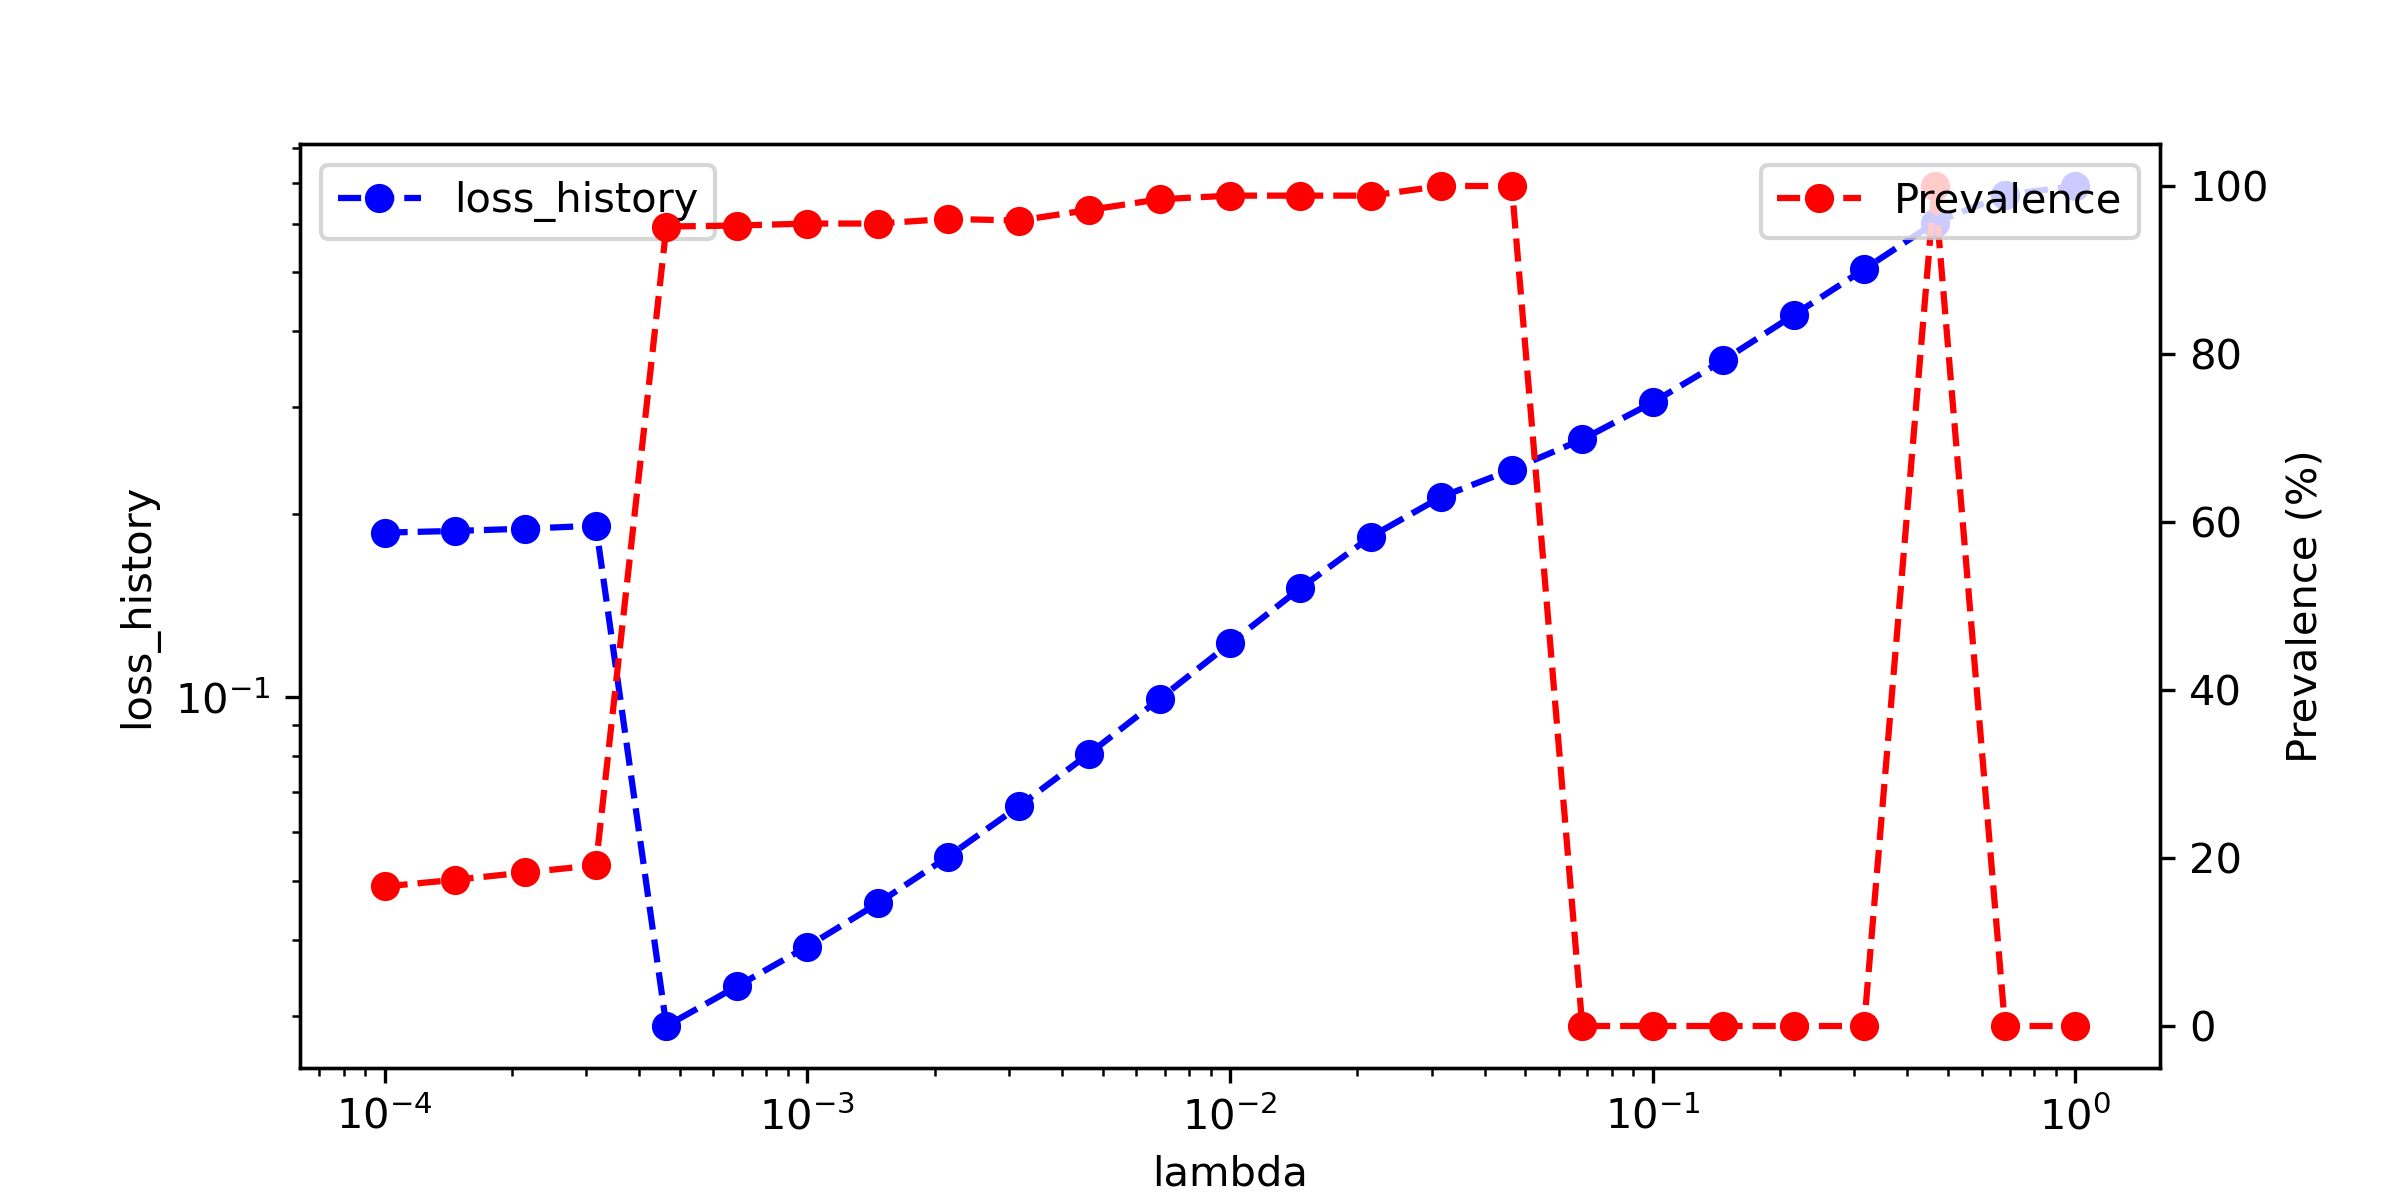 loss_history
Prevalence
100
80
60
40
20
0
10⁻¹
loss_history
Prevalence (%)
10⁻⁴ 10⁻³ 10⁻² 10⁻¹ 10⁰
lambda